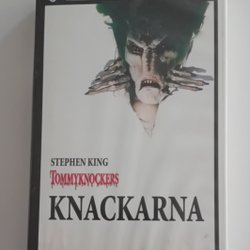 STEPHEN KING
TOMMYKNOCKERS
KNACKARNA